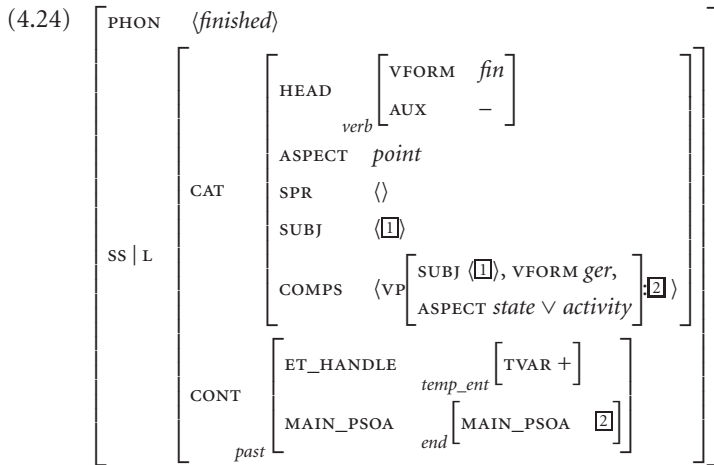 (4.24) PHON ⟨finished⟩
VFORM fin
HEAD
AUX −
verb
ASPECT point
CAT SPR ⟨⟩
SUBJ ⟨1⟩
SS | L
SUBJ ⟨1⟩, VFORM ger,
COMPS ⟨VP :2 ⟩
ASPECT state ∨ activity
ET_HANDLE TVAR +
temp_ent
CONT
MAIN_PSOA MAIN_PSOA 2
past end